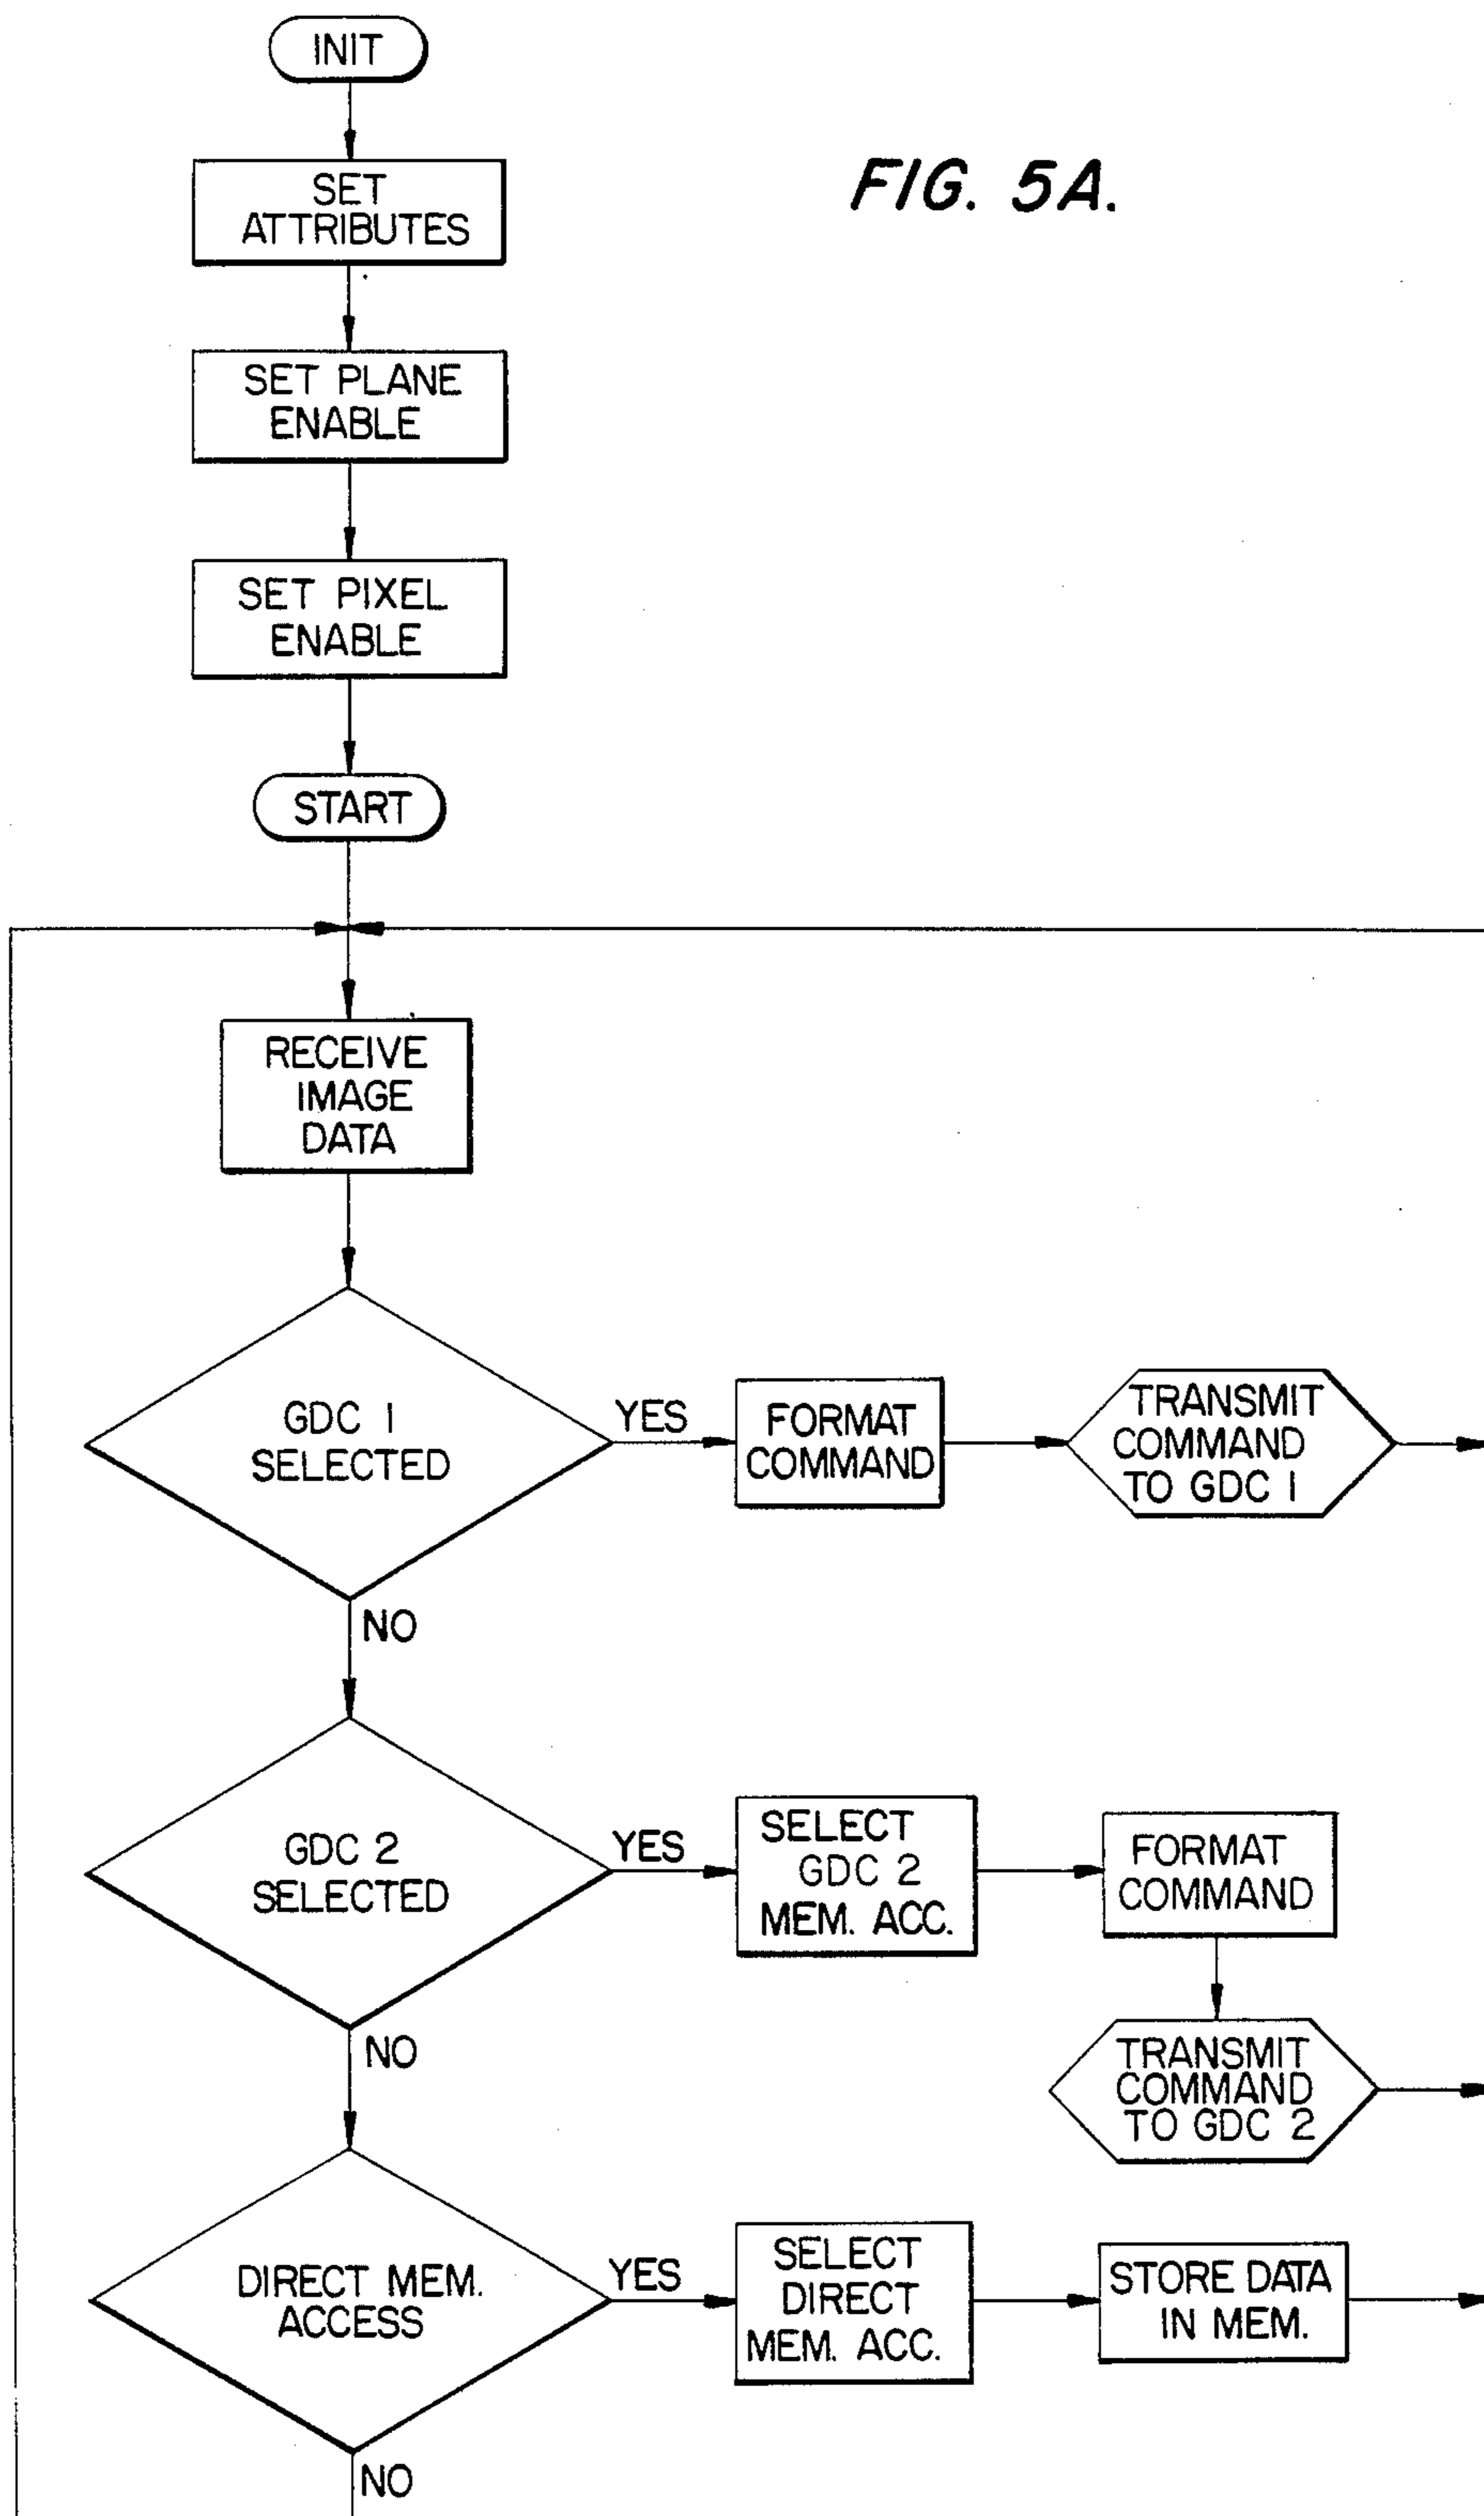 INIT
FIG. 5A.
SET
ATTRIBUTES
SET PLANE
ENABLE
SET PIXEL
ENABLE
START
RECEIVE
IMAGE
DATA
GDC 1
SELECTED
YES
FORMAT
COMMAND
TRANSMIT
COMMAND
TO GDC 1
NO
GDC 2
SELECTED
YES
SELECT
GDC 2
MEM. ACC.
FORMAT
COMMAND
TRANSMIT
COMMAND
TO GDC 2
NO
DIRECT MEM.
ACCESS
YES
SELECT
DIRECT
MEM. ACC.
STORE DATA
IN MEM.
NO